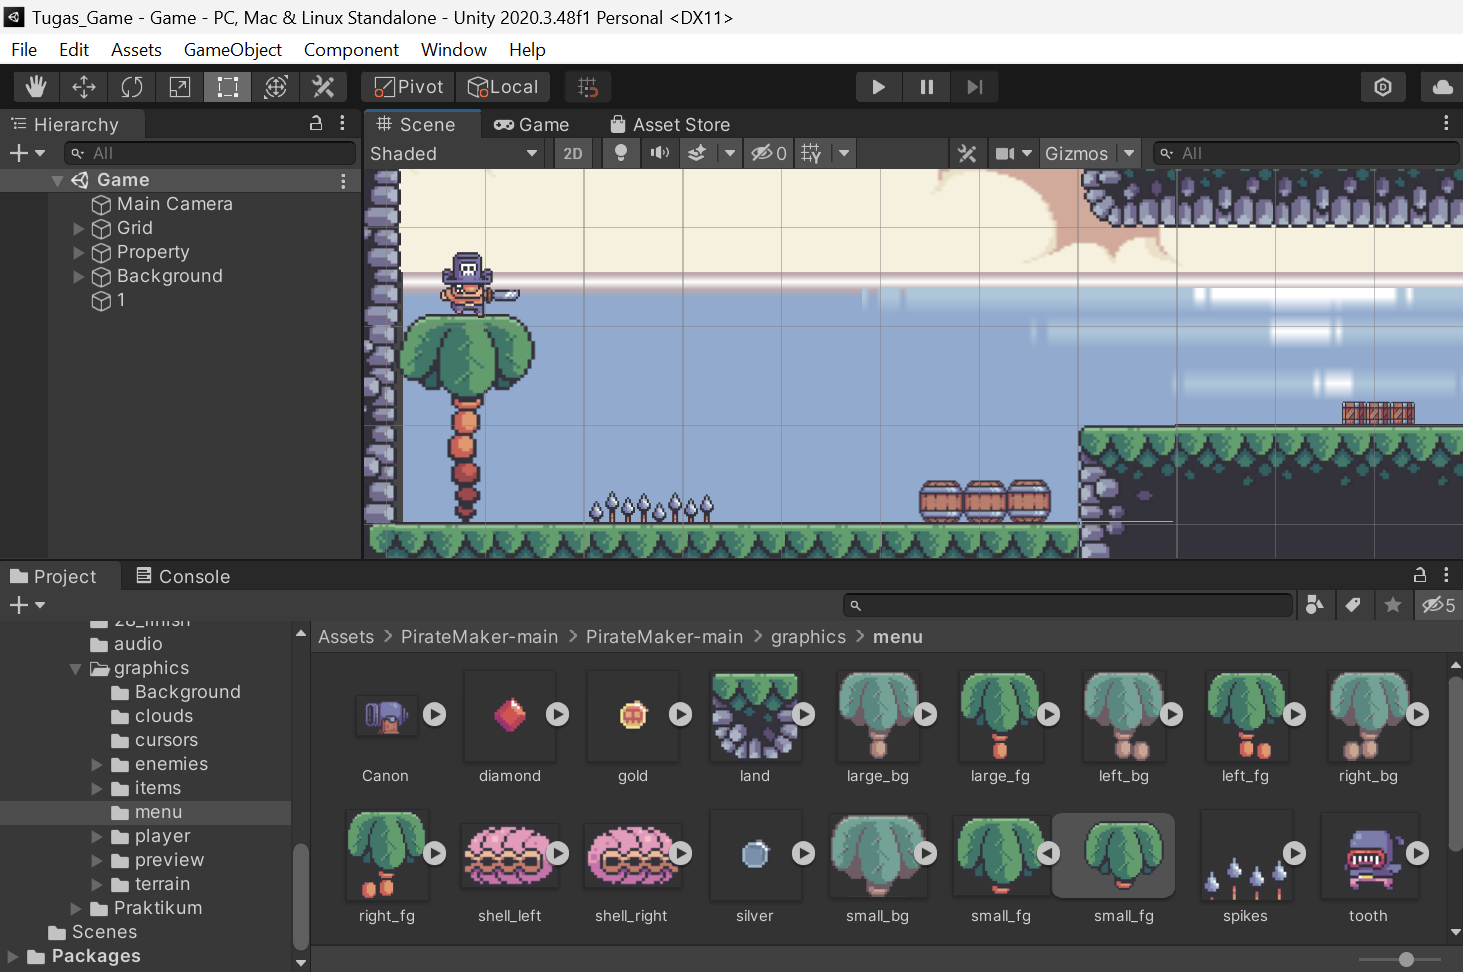 Tugas_Game - Game - PC, Mac & Linux Standalone - Unity 2020.3.48f1 Personal <DX11>
File Edit Assets GameObject Component Window Help
Pivot Local
Hierarchy
All
Game
Main Camera
Grid
Property
Background
1
Scene Game Asset Store
Shaded 2D 0 Gizmos All
Project Console
5
28_finish
audio
graphics
Background
clouds
cursors
enemies
items
menu
player
preview
terrain
Praktikum
Scenes
Packages
Assets > PirateMaker-main > PirateMaker-main > graphics > menu
Canon diamond gold land large_bg large_fg left_bg left_fg right_bg
right_fg shell_left shell_right silver small_bg small_fg small_fg spikes tooth